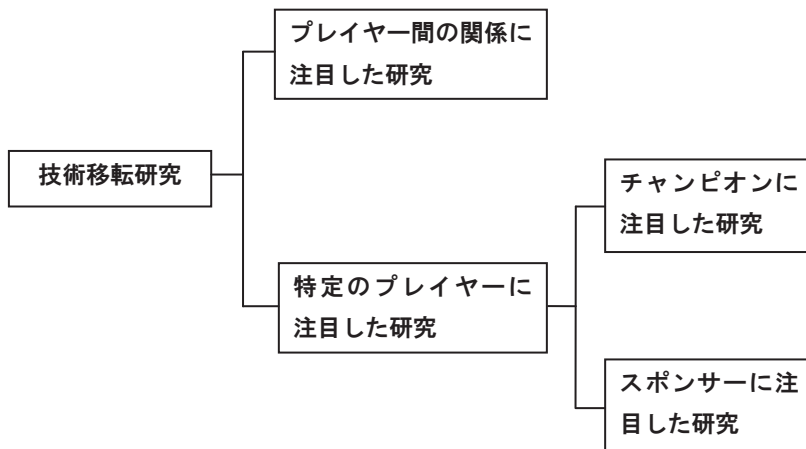 プレイヤー間の関係に
注目した研究
技術移転研究
チャンピオンに
注目した研究
特定のプレイヤーに
注目した研究
スポンサーに注
目した研究